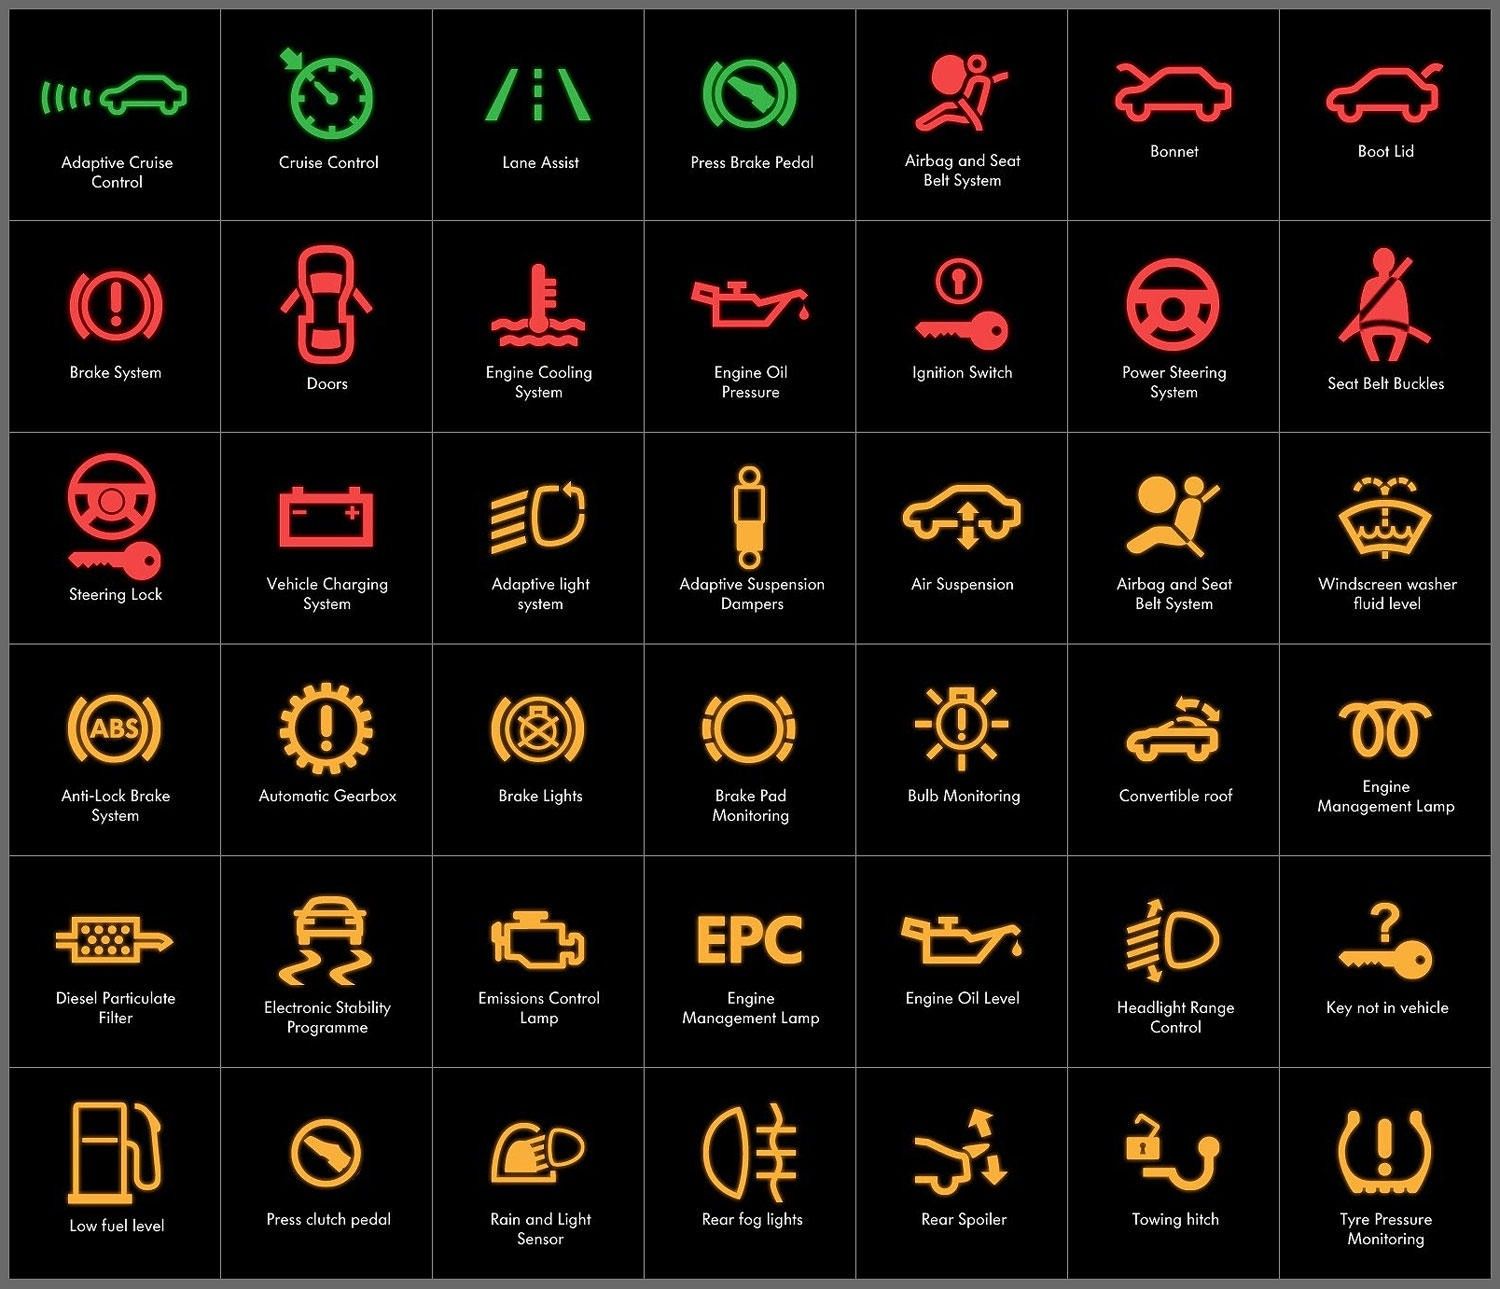 Adaptive Cruise
Control
Cruise Control
Lane Assist
Press Brake Pedal
Airbag and Seat
Belt System
Bonnet
Boot Lid
Brake System
Doors
Engine Cooling
System
Engine Oil
Pressure
Ignition Switch
Power Steering
System
Seat Belt Buckles
Steering Lock
Vehicle Charging
System
Adaptive light
system
Adaptive Suspension
Dampers
Air Suspension
Airbag and Seat
Belt System
Windscreen washer
fluid level
ABS
Anti-Lock Brake
System
Automatic Gearbox
Brake Lights
Brake Pad
Monitoring
Bulb Monitoring
Convertible roof
Engine
Management Lamp
Diesel Particulate
Filter
Electronic Stability
Programme
Emissions Control
Lamp
EPC
Engine
Management Lamp
Engine Oil Level
Headlight Range
Control
?
Key not in vehicle
Low fuel level
Press clutch pedal
Rain and Light
Sensor
Rear fog lights
Rear Spoiler
Towing hitch
Tyre Pressure
Monitoring